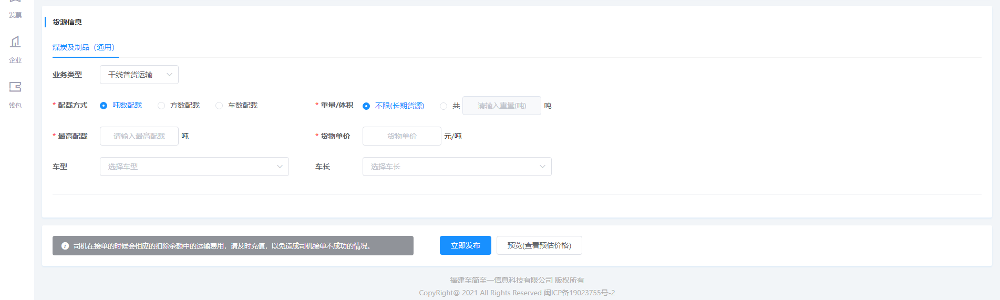 发票
企业
钱包
货源信息
煤炭及制品（通用）
业务类型 干线普货运输
* 配载方式 吨数配载 方数配载 车数配载 * 重量/体积 不限(长期货源) 共 请输入重量(吨) 吨
* 最高配载 请输入最高配载 吨 * 货物单价 货物单价 元/吨
车型 选择车型 车长 选择车长
司机在接单的时候会相应的扣除余额中的运输费用，请及时充值，以免造成司机接单不成功的情况。 立即发布 预览(查看预估价格)
福建至简至一信息科技有限公司 版权所有
CopyRight@ 2021 All Rights Reserved 闽ICP备19023755号-2